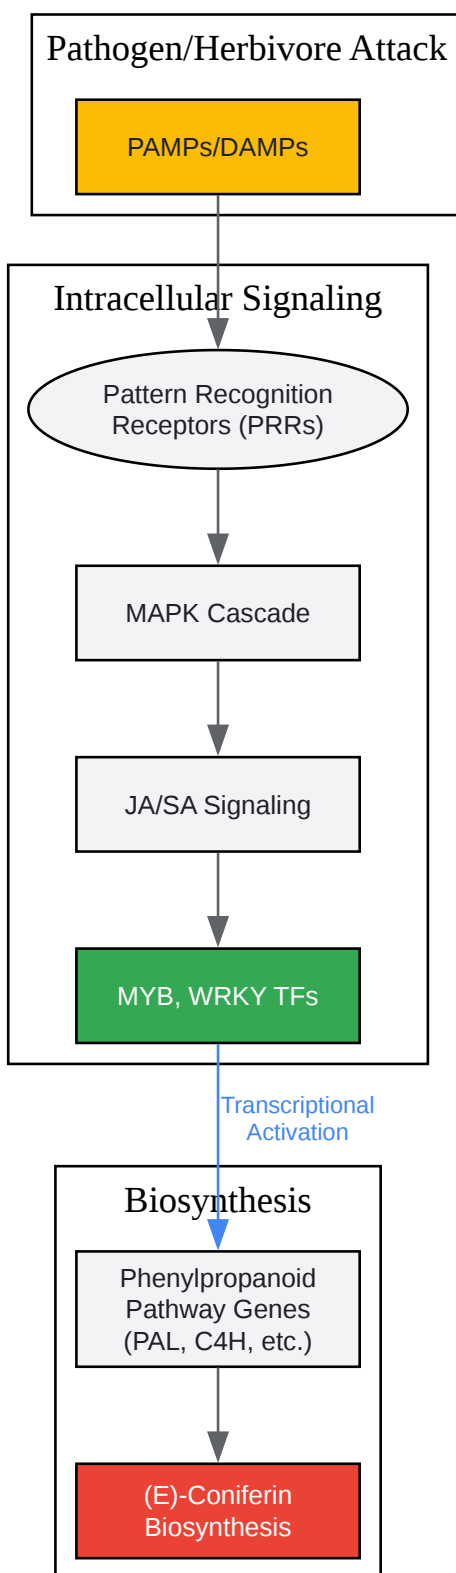 Pathogen/Herbivore Attack
PAMPs/DAMPs
Intracellular Signaling
Pattern Recognition
Receptors (PRRs)
MAPK Cascade
JA/SA Signaling
MYB, WRKY TFs
Transcriptional
Activation
Biosynthesis
Phenylpropanoid
Pathway Genes
(PAL, C4H, etc.)
(E)-Coniferin
Biosynthesis